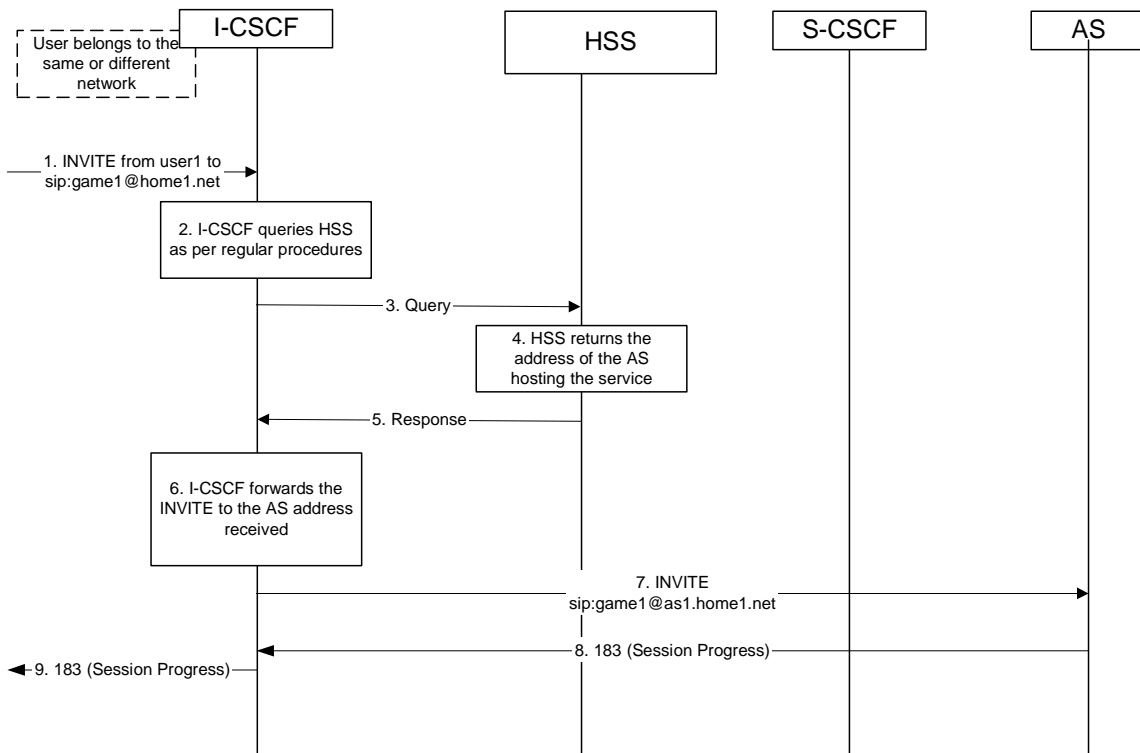 I-CSCF
HSS
S-CSCF
AS
User belongs to the
same or different
network
1. INVITE from user1 to
sip:game1@home1.net
2. I-CSCF queries HSS
as per regular procedures
3. Query
4. HSS returns the
address of the AS
hosting the service
5. Response
6. I-CSCF forwards the
INVITE to the AS address
received
7. INVITE
sip:game1@as1.home1.net
8. 183 (Session Progress)
9. 183 (Session Progress)